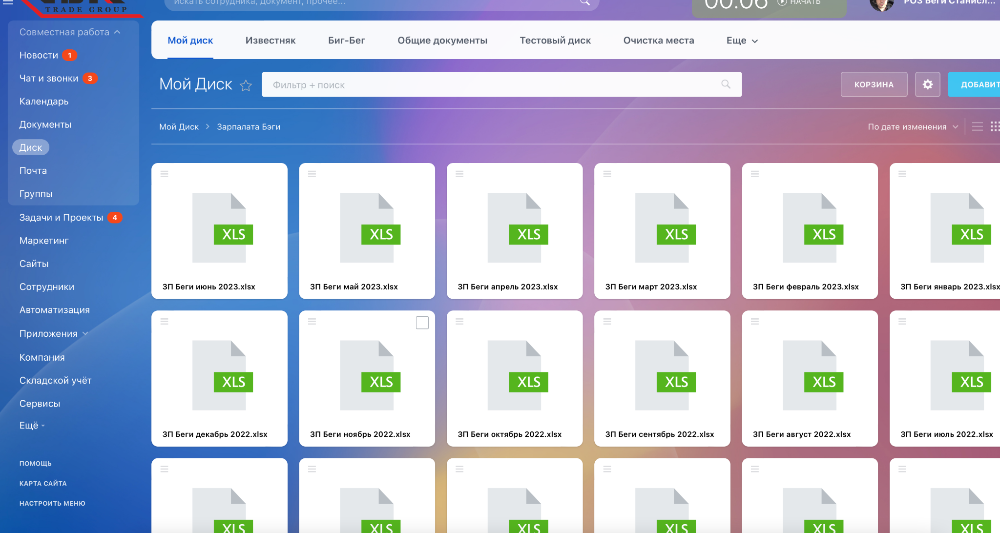 TRADE GROUP
искать сотрудника, документ, прочее...
00:06
НАЧАТЬ
РОЗ Беги Станисл...
Совместная работа
Новости 1
Чат и звонки 3
Календарь
Документы
Диск
Почта
Группы
Задачи и Проекты 4
Маркетинг
Сайты
Сотрудники
Автоматизация
Приложения
Компания
Складской учёт
Сервисы
Ещё
ПОМОЩЬ
КАРТА САЙТА
НАСТРОИТЬ МЕНЮ
Мой диск Известняк Биг-Бег Общие документы Тестовый диск Очистка места Еще
Мой Диск
Фильтр + поиск
КОРЗИНА
ДОБАВИТ
Мой Диск > Зарпалата Бэги
По дате изменения
XLS XLS XLS XLS XLS XLS
ЗП Беги июнь 2023.xlsx ЗП Беги май 2023.xlsx ЗП Беги апрель 2023.xlsx ЗП Беги март 2023.xlsx ЗП Беги февраль 2023.xlsx ЗП Беги январь 2023.xlsx
XLS XLS XLS XLS XLS XLS
ЗП Беги декабрь 2022.xlsx ЗП Беги ноябрь 2022.xlsx ЗП Беги октябрь 2022.xlsx ЗП Беги сентябрь 2022.xlsx ЗП Беги август 2022.xlsx ЗП Беги июль 2022.xlsx
XLS XLS XLS XLS XLS XLS